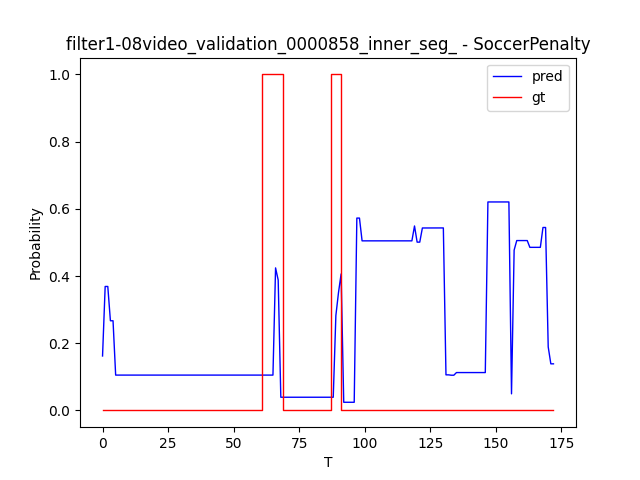 filter1-08video_validation_0000858_inner_seg_ - SoccerPenalty
pred
gt
Probability
1.0
0.8
0.6
0.4
0.2
0.0
0
25
50
75
100
125
150
175
T